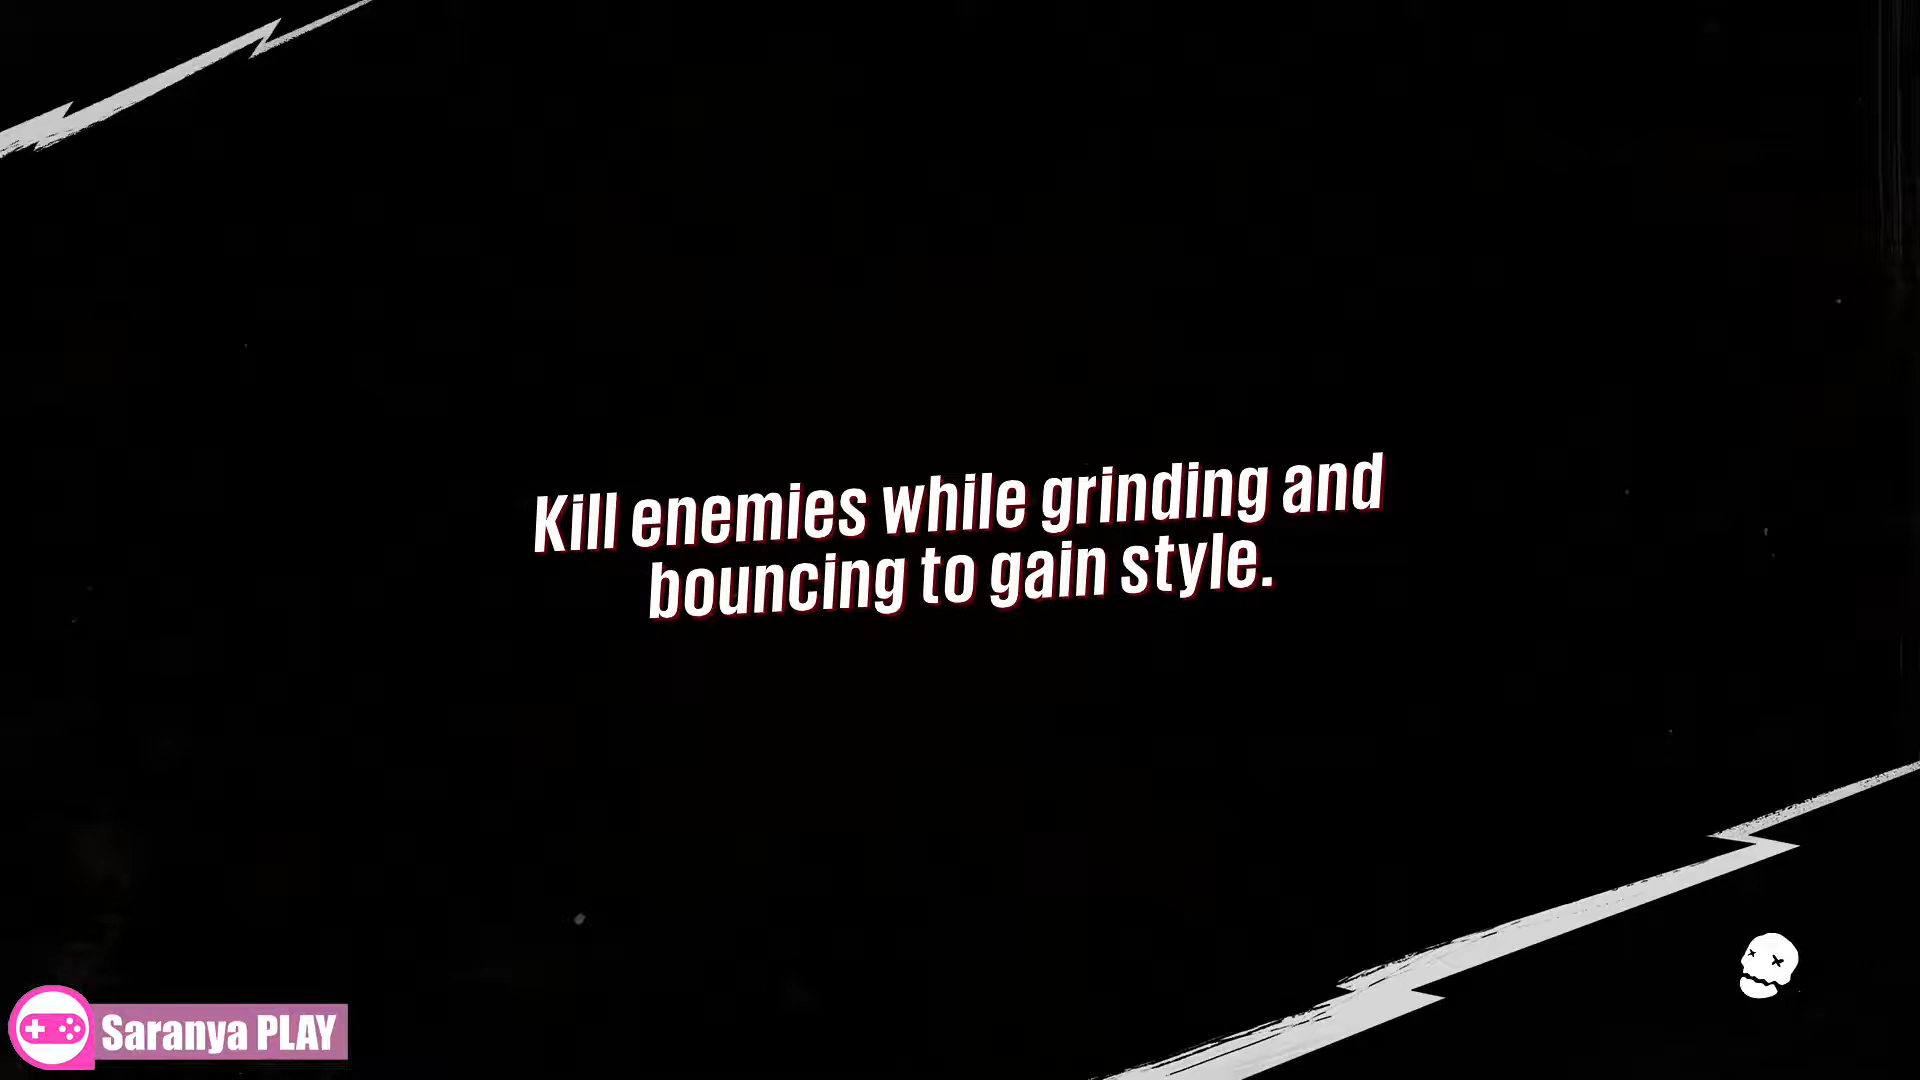 Kill enemies while grinding and
bouncing to gain style.
Saranya PLAY